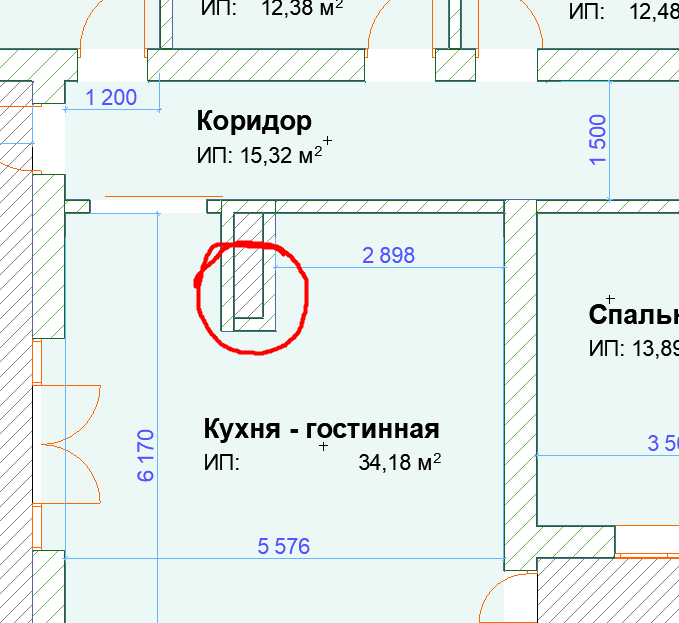 ИП: 12,38 м²
ИП: 12,48
1 200
Коридор
ИП: 15,32 м²
1 500
2 898
Кухня - гостинная
ИП: 34,18 м²
6 170
5 576
ИП: 13,89